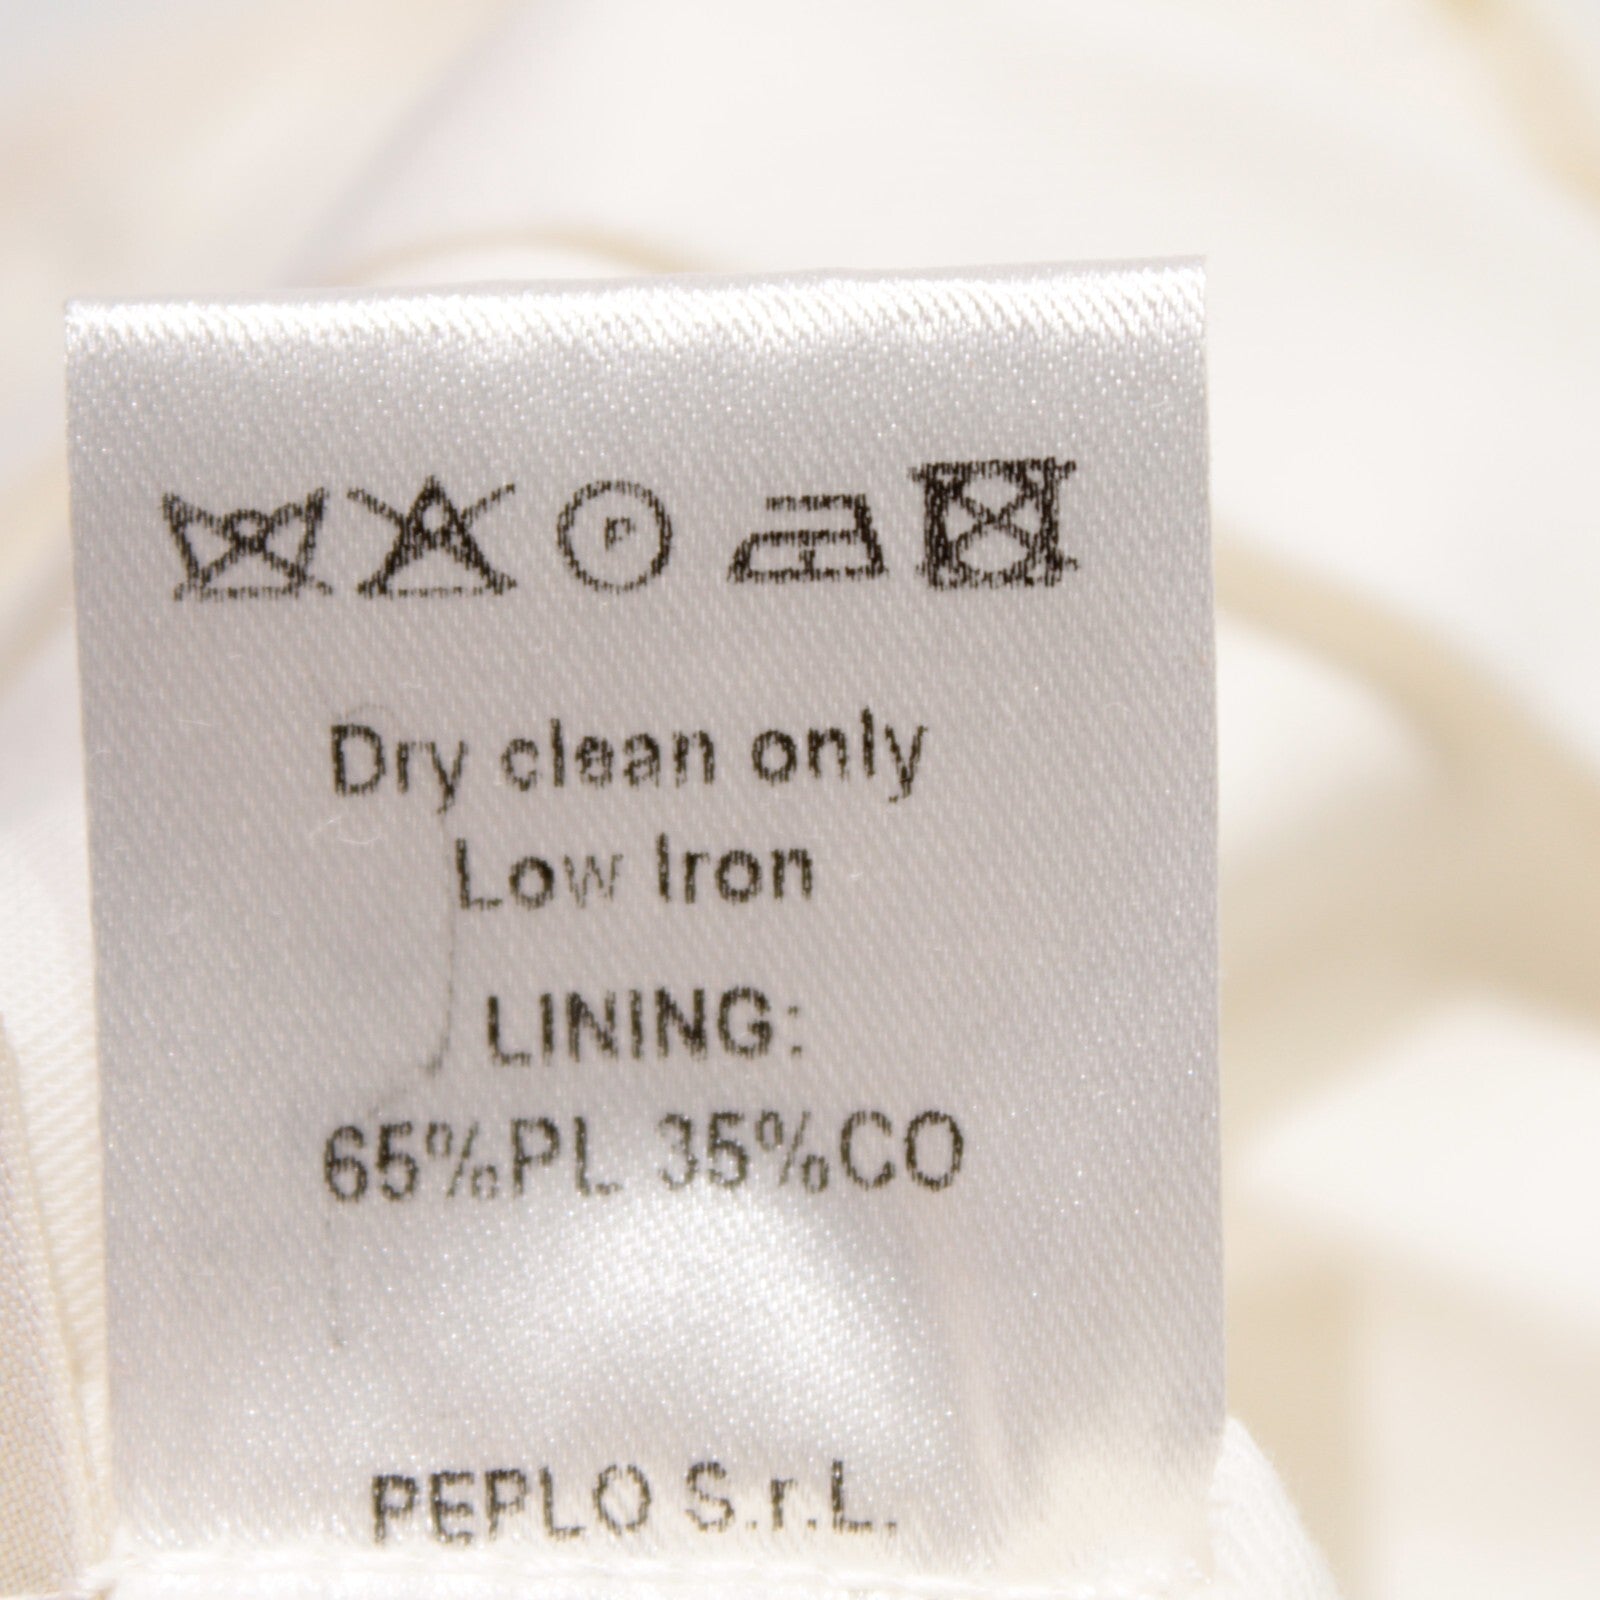 P
Dry clean only
Low Iron
LINING:
65%PL 35%CO
PEPLO S.r.L.